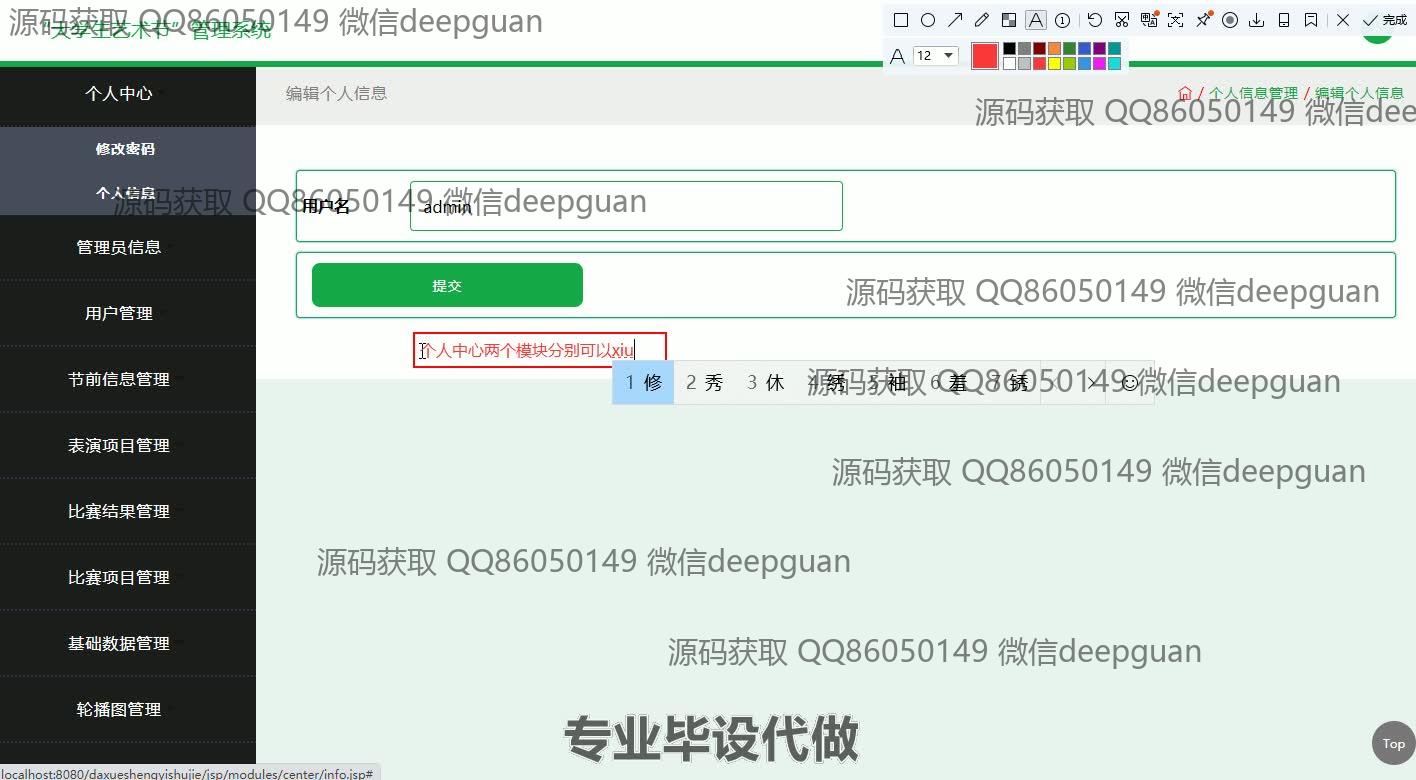 源码获取 QQ86050149 微信deepguan
“大学生艺术节”管理系统
完成
12
个人中心
编辑个人信息
/ 个人信息管理 / 编辑个人信息
源码获取 QQ86050149 微信dee
修改密码
个人信息
源码获取 QQ86050149 微信deepguan
用户名
admin
管理员信息
提交
源码获取 QQ86050149 微信deepguan
用户管理
个人中心两个模块分别可以xiu
1 修 2 秀 3 休 4 绣 5 袖 6 羞 7 锈
源码获取 QQ86050149 微信deepguan
节前信息管理
表演项目管理
源码获取 QQ86050149 微信deepguan
比赛结果管理
源码获取 QQ86050149 微信deepguan
比赛项目管理
基础数据管理
源码获取 QQ86050149 微信deepguan
轮播图管理
专业毕设代做
Top
localhost:8080/daxueshengyishujie/jsp/modules/center/info.jsp#